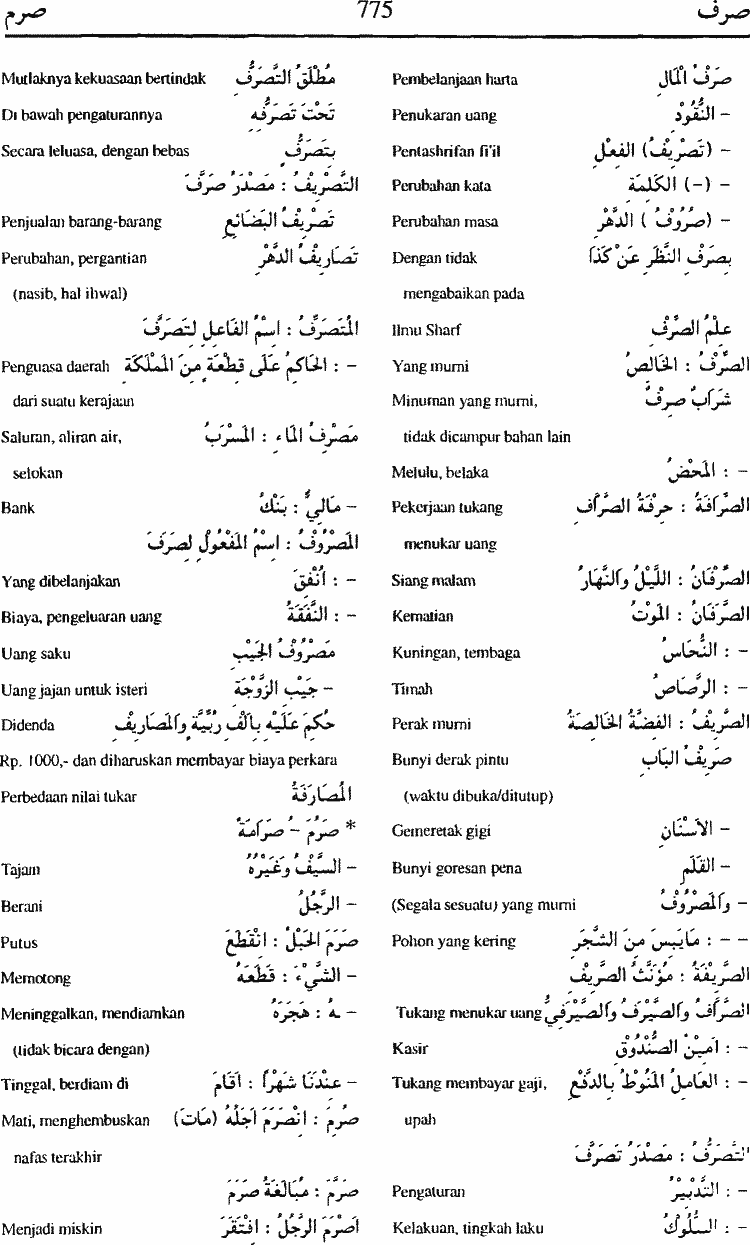 صرف 775 صرم
صَرْفُ الْمَالِ Pembelanjaan harta
- النُّقُوْدِ Penukaran uang
- (تَصْرِيْفُ) الفِعْلِ Pentashrifan fi'il
- (-) الكَلِمَةِ Perubahan kata
- (صُرُوْفُ) الدَّهْرِ Perubahan masa
بِصَرْفِ النَّظَرِ عَنْ كَذَا Dengan tidak
mengabaikan pada
عِلْمُ الصَّرْفِ Ilmu Sharf
الصِّرْفُ : الخَالِصُ Yang murni
شَرَابٌ صِرْفٌ Minuman yang murni,
tidak dicampur bahan lain
- : المَحْضُ Melulu, belaka
الصِّرَافَةُ : حِرْفَةُ الصَّرَّافِ Pekerjaan tukang
menukar uang
الصِّرْفَانُ : اللَّيْلُ وَالنَّهَارُ Siang malam
الصَّرَفَانُ : المَوْتُ Kematian
- : النُّحَاسُ Kuningan, tembaga
- : الرَّصَاصُ Timah
الصَّرِيْفُ : الفِضَّةُ الخَالِصَةُ Perak murni
صَرِيْفُ البَابِ Bunyi derak pintu
(waktu dibuka/ditutup)
- الأَسْنَانِ Gemeretak gigi
- القَلَمِ Bunyi goresan pena
- وَالمَصْرُوْفُ (Segala sesuatu) yang murni
- - : مَايَبِسَ مِنَ الشَّجَرِ Pohon yang kering
الصَّرِيْفَةُ : مُؤَنَّثُ الصَّرِيْفِ
الصَّرَّافُ وَالصَّيْرَفُ وَالصَّيْرَفِيُّ Tukang menukar uang
- : اَمِيْنُ الصُّنْدُوْقِ Kasir
- : العَامِلُ المَنُوْطُ بِالدَّفْعِ Tukang membayar gaji,
upah
التَّصَرُّفُ : مَصْدَرُ تَصَرَّفَ
- : التَّدْبِيْرُ Pengaturan
- : السُّلُوْكُ Kelakuan, tingkah laku
مُطْلَقُ التَّصَرُّفِ Mutlaknya kekuasaan bertindak
تَحْتَ تَصَرُّفِهِ Di bawah pengaturannya
بِتَصَرُّفٍ Secara leluasa, dengan bebas
التَّصْرِيْفُ : مَصْدَرُ صَرَّفَ
تَصْرِيْفُ البَضَائِعِ Penjualan barang-barang
تَصَارِيْفُ الدَّهْرِ Perubahan, pergantian
(nasib, hal ihwal)
المُتَصَرِّفُ : اسْمُ الفَاعِلِ لِتَصَرَّفَ
- : الحَاكِمُ عَلَى قِطْعَةٍ مِنَ المَمْلَكَةِ Penguasa daerah
dari suatu kerajaan
مَصْرِفُ المَاءِ : المَسْرَبُ Saluran, aliran air,
selokan
- مَالِيٌّ : بَنْكُ Bank
المَصْرُوْفُ : اسْمُ المَفْعُوْلِ لِصَرَفَ
- : اُنْفِقَ Yang dibelanjakan
- : النَّفَقَةُ Biaya, pengeluaran uang
مَصْرُوْفُ الجَيْبِ Uang saku
- جَيْبِ الزَّوْجَةِ Uang jajan untuk isteri
حُكِمَ عَلَيْهِ بِاَلْفِ رُبِيَّةٍ وَالمَصَارِيْفِ Didenda
Rp. 1000,- dan diharuskan membayar biaya perkara
المُصَارَفَةُ Perbedaan nilai tukar
* صَرُمَ - صَرَامَةً
- السَّيْفُ وَغَيْرُهُ Tajam
- الرَّجُلُ Berani
صَرَمَ الحَبْلُ : انْقَطَعَ Putus
- الشَّيْءَ : قَطَعَهُ Memotong
- ـهُ : هَجَرَهُ Meninggalkan, mendiamkan
(tidak bicara dengan)
- عِنْدَنَا شَهْرًا : اَقَامَ Tinggal, berdiam di
صُرِمَ : انْصَرَمَ اَجَلُهُ (مَاتَ) Mati, menghembuskan
nafas terakhir
صَرَّمَ : مُبَالَغَةُ صَرَمَ
اَصْرَمَ الرَّجُلُ : افْتَقَرَ Menjadi miskin